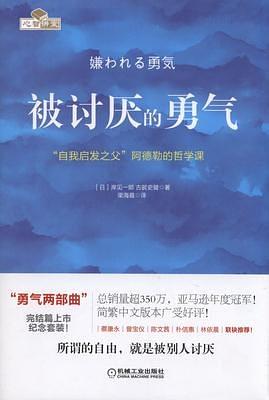 心智讲义
嫌われる勇気
被讨厌的勇气
“自我启发之父”阿德勒的哲学课
[日] 岸见一郎 古贺史健 著
渠海霞 译
“勇气两部曲”
完结篇上市
纪念套装!
总销量超350万,亚马逊年度冠军!
简繁中文版本广受好评!
蔡康永、曾宝仪、陈文茜、朴信惠、林依晨 联袂推荐!
所谓的自由,就是被别人讨厌
机械工业出版社
CHINA MACHINE PRESS